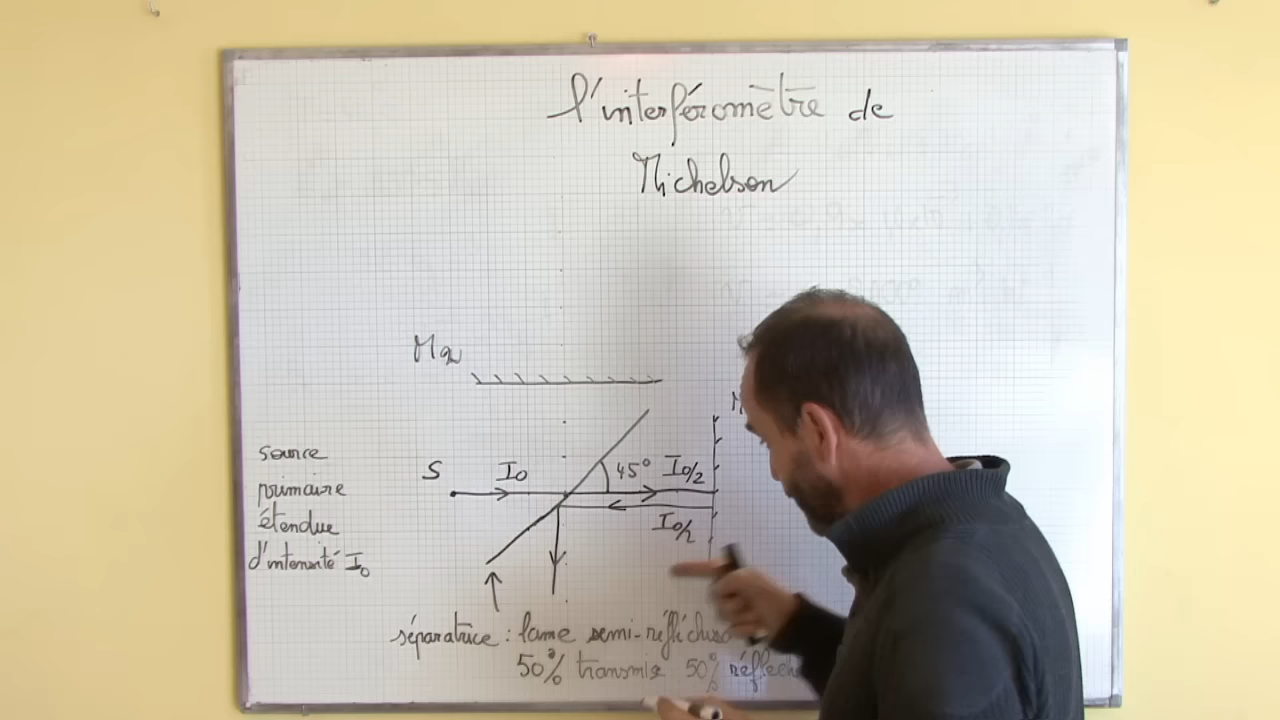 l'interféromètre de
Michelson
M2
source
primaire
étendue
d'intensité I0
S
I0
45°
I0/2
I0/2
séparatrice : lame semi-réfléchiss
50% transmis 50% réfléchi